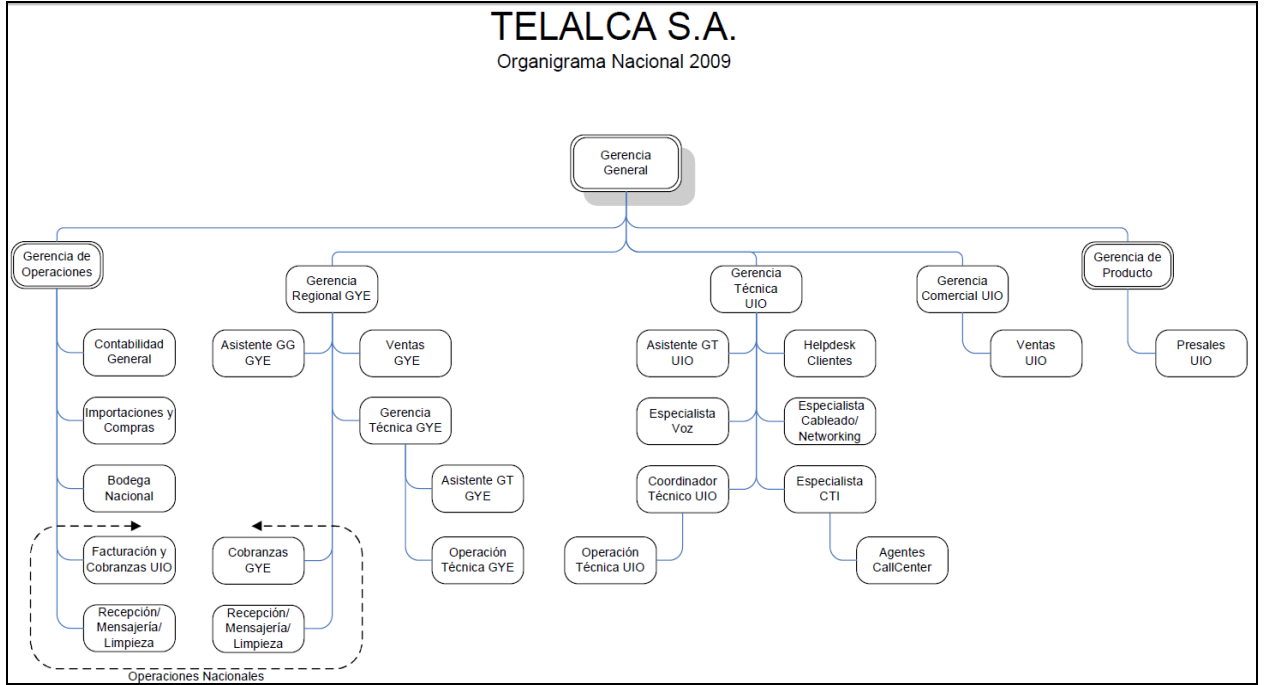 TELALCA S.A.
Organigrama Nacional 2009
Gerencia
General
Gerencia de
Operaciones
Gerencia
Regional GYE
Gerencia
Técnica
UIO
Gerencia
Comercial UIO
Gerencia de
Producto
Contabilidad
General
Asistente GG
GYE
Ventas
GYE
Asistente GT
UIO
Helpdesk
Clientes
Ventas
UIO
Presales
UIO
Importaciones y
Compras
Gerencia
Técnica GYE
Especialista
Voz
Especialista
Cableado/
Networking
Bodega
Nacional
Asistente GT
GYE
Coordinador
Técnico UIO
Especialista
CTI
Facturación y
Cobranzas UIO
Cobranzas
GYE
Operación
Técnica GYE
Operación
Técnica UIO
Agentes
CallCenter
Recepción/
Mensajería/
Limpieza
Recepción/
Mensajería/
Limpieza
Operaciones Nacionales